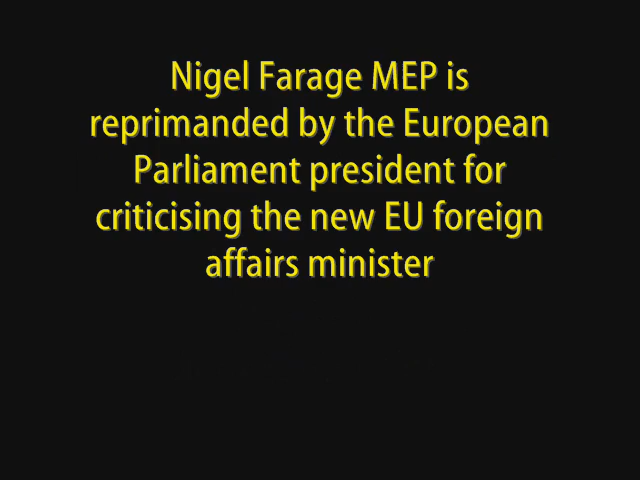 Nigel Farage MEP is
reprimanded by the European
Parliament president for
criticising the new EU foreign
affairs minister